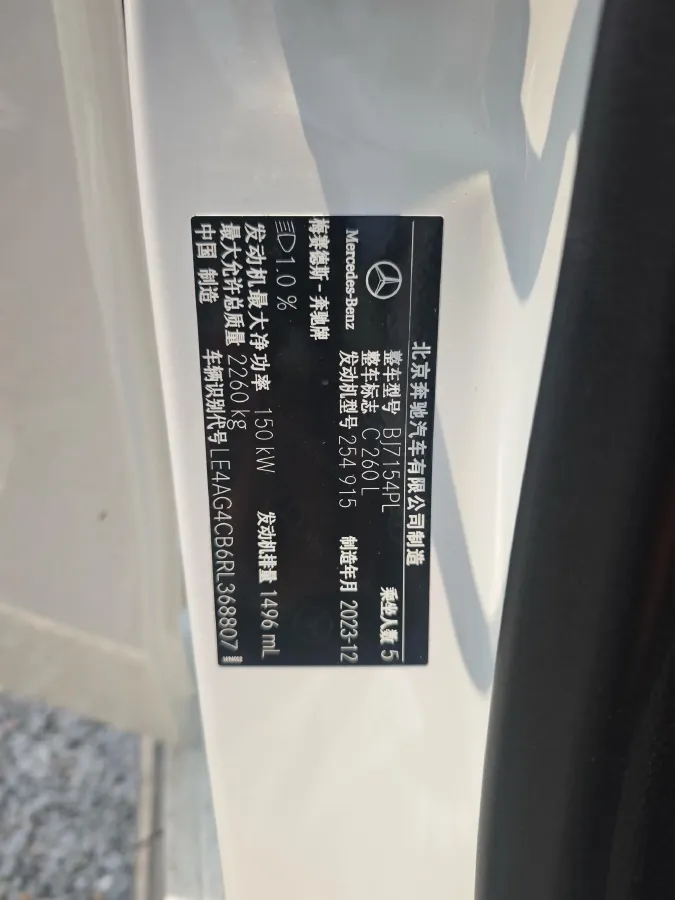 北京奔驰汽车有限公司制造
Mercedes-Benz
整车型号 BJ7154PL 乘坐人数 5
整车标志 C 260 L
发动机型号 254 915 制造年月 2023-12
梅赛德斯-奔驰牌
1.0 %
发动机最大净功率 150 kW 发动机排量 1496 mL
最大允许总质量 2260 kg
中国 制造 车辆识别代号 LE4AG4CB6RL368807